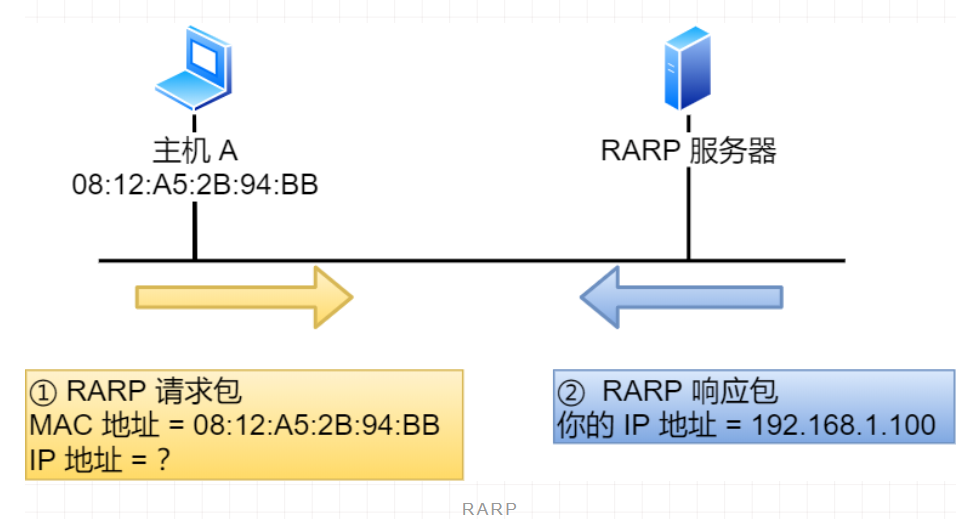 主机 A
08:12:A5:2B:94:BB
RARP 服务器
① RARP 请求包
MAC 地址 = 08:12:A5:2B:94:BB
IP 地址 = ？
② RARP 响应包
你的 IP 地址 = 192.168.1.100
RARP